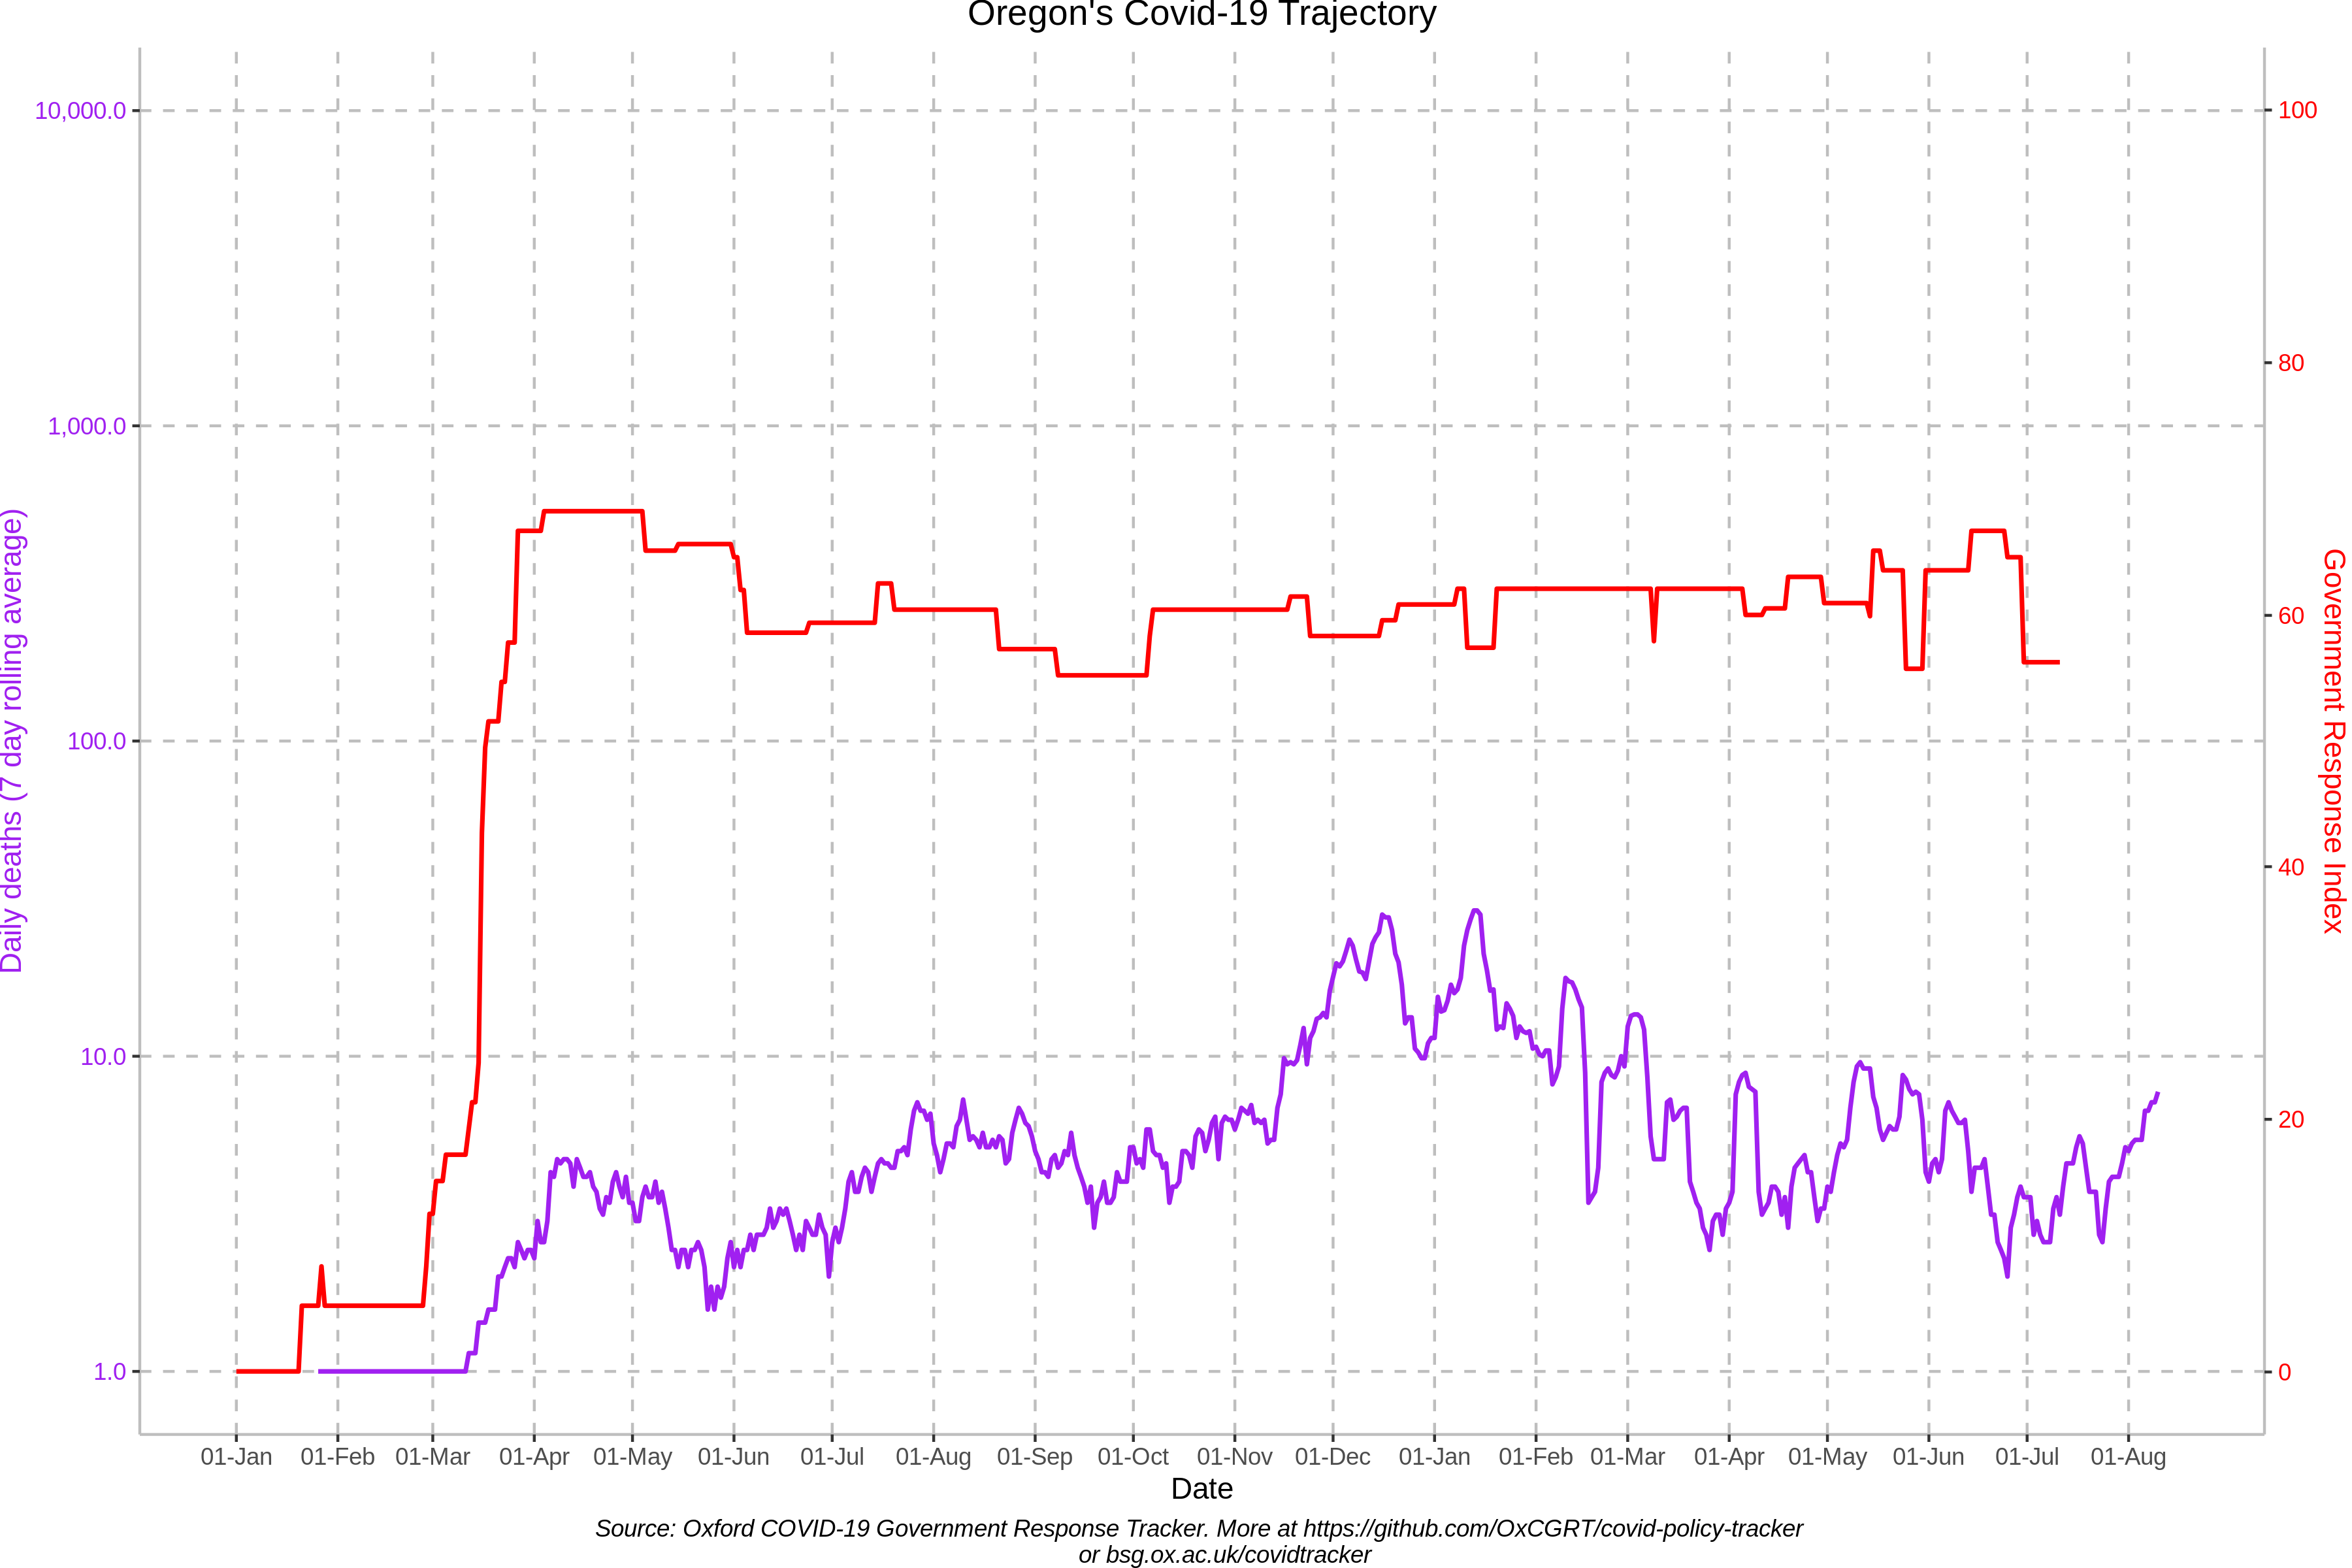 Oregon's Covid-19 Trajectory
10,000.0
1,000.0
100.0
10.0
1.0
Daily deaths (7 day rolling average)
100
80
60
40
20
0
Government Response Index
01-Jan 01-Feb 01-Mar 01-Apr 01-May 01-Jun 01-Jul 01-Aug 01-Sep 01-Oct 01-Nov 01-Dec 01-Jan 01-Feb 01-Mar 01-Apr 01-May 01-Jun 01-Jul 01-Aug
Date
Source: Oxford COVID-19 Government Response Tracker. More at https://github.com/OxCGRT/covid-policy-tracker
or bsg.ox.ac.uk/covidtracker